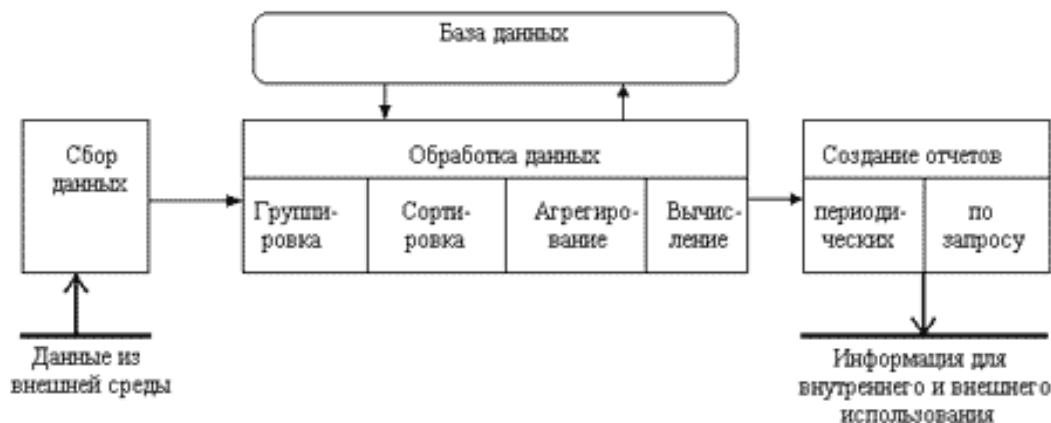 База данных
Сбор
данных
Обработка данных
Группи-
ровка
Сорти-
ровка
Агрегиро-
вание
Вычис-
ление
Создание отчетов
периоди-
ческих
по
запросу
Данные из
внешней среды
Информация для
внутреннего и внешнего
использования